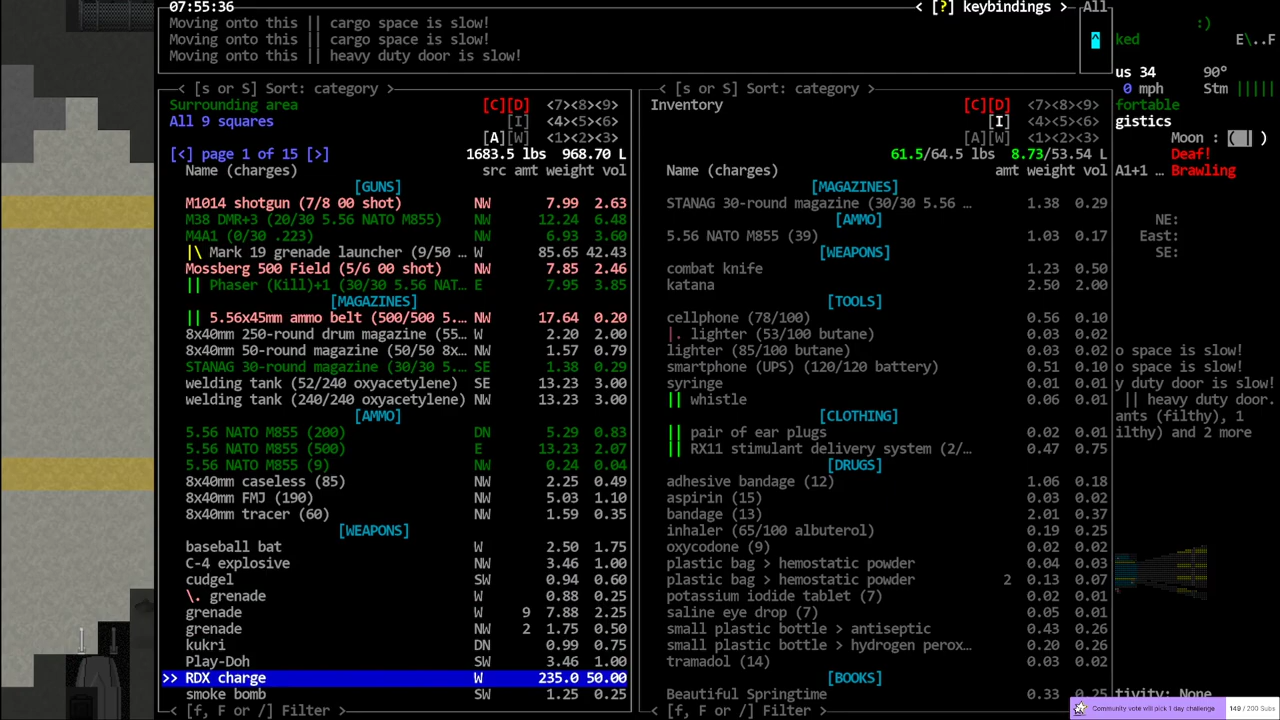 07:55:36
Moving onto this || cargo space is slow!
Moving onto this || cargo space is slow!
Moving onto this || heavy duty door is slow!
< [?] keybindings >
All
^
:)
ked E\..F
us 34 90°
0 mph Stm |||||
fortable
gistics
Moon : ( )
Deaf!
A1+1 … Brawling
NE:
East:
SE:
o space is slow!
o space is slow!
y duty door is slow!
|| heavy duty door.
ants (filthy), 1
ilthy) and 2 more
< [s or S] Sort: category >
Surrounding area [C][D] <7><8><9>
All 9 squares [I] <4><5><6>
[A][W] <1><2><3>
[<] page 1 of 15 [>] 1683.5 lbs 968.70 L
Name (charges) src amt weight vol
[GUNS]
M1014 shotgun (7/8 00 shot) NW 7.99 2.63
M38 DMR+3 (20/30 5.56 NATO M855) NW 12.24 6.48
M4A1 (0/30 .223) NW 6.93 3.60
|\ Mark 19 grenade launcher (9/50 … W 85.65 42.43
Mossberg 500 Field (5/6 00 shot) NW 7.85 2.46
|| Phaser (Kill)+1 (30/30 5.56 NAT… E 7.95 3.85
[MAGAZINES]
|| 5.56x45mm ammo belt (500/500 5.… NW 17.64 0.20
8x40mm 250-round drum magazine (55… W 2.20 2.00
8x40mm 50-round magazine (50/50 8x… NW 1.57 0.79
STANAG 30-round magazine (30/30 5.… SE 1.38 0.29
welding tank (52/240 oxyacetylene) SE 13.23 3.00
welding tank (240/240 oxyacetylene) NW 13.23 3.00
[AMMO]
5.56 NATO M855 (200) DN 5.29 0.83
5.56 NATO M855 (500) E 13.23 2.07
5.56 NATO M855 (9) NW 0.24 0.04
8x40mm caseless (85) NW 2.25 0.49
8x40mm FMJ (190) NW 5.03 1.10
8x40mm tracer (60) NW 1.59 0.35
[WEAPONS]
baseball bat W 2.50 1.75
C-4 explosive NW 3.46 1.00
cudgel SW 0.94 0.60
\. grenade W 0.88 0.25
grenade W 9 7.88 2.25
grenade NW 2 1.75 0.50
kukri DN 0.99 0.75
Play-Doh SW 3.46 1.00
>> RDX charge W 235.0 50.00
smoke bomb SW 1.25 0.25
< [f, F or /] Filter >
< [s or S] Sort: category >
Inventory [C][D] <7><8><9>
[I] <4><5><6>
[A][W] <1><2><3>
61.5/64.5 lbs 8.73/53.54 L
Name (charges) amt weight vol
[MAGAZINES]
STANAG 30-round magazine (30/30 5.56 … 1.38 0.29
[AMMO]
5.56 NATO M855 (39) 1.03 0.17
[WEAPONS]
combat knife 1.23 0.50
katana 2.50 2.00
[TOOLS]
cellphone (78/100) 0.56 0.10
|. lighter (53/100 butane) 0.03 0.02
lighter (85/100 butane) 0.03 0.02
smartphone (UPS) (120/120 battery) 0.51 0.10
syringe 0.01 0.01
|| whistle 0.06 0.01
[CLOTHING]
|| pair of ear plugs 0.02 0.01
|| RX11 stimulant delivery system (2/… 0.47 0.75
[DRUGS]
adhesive bandage (12) 1.06 0.18
aspirin (15) 0.03 0.02
bandage (13) 2.01 0.37
inhaler (65/100 albuterol) 0.19 0.25
oxycodone (9) 0.02 0.02
plastic bag > hemostatic powder 0.04 0.03
plastic bag > hemostatic powder 2 0.13 0.07
potassium iodide tablet (7) 0.02 0.02
saline eye drop (7) 0.05 0.01
small plastic bottle > antiseptic 0.43 0.26
small plastic bottle > hydrogen perox… 0.20 0.26
tramadol (14) 0.03 0.02
[BOOKS]
Beautiful Springtime 0.33 0.25
< [f, F or /] Filter >
tivity: None
Community vote will pick 1 day challenge
149 / 200 Subs